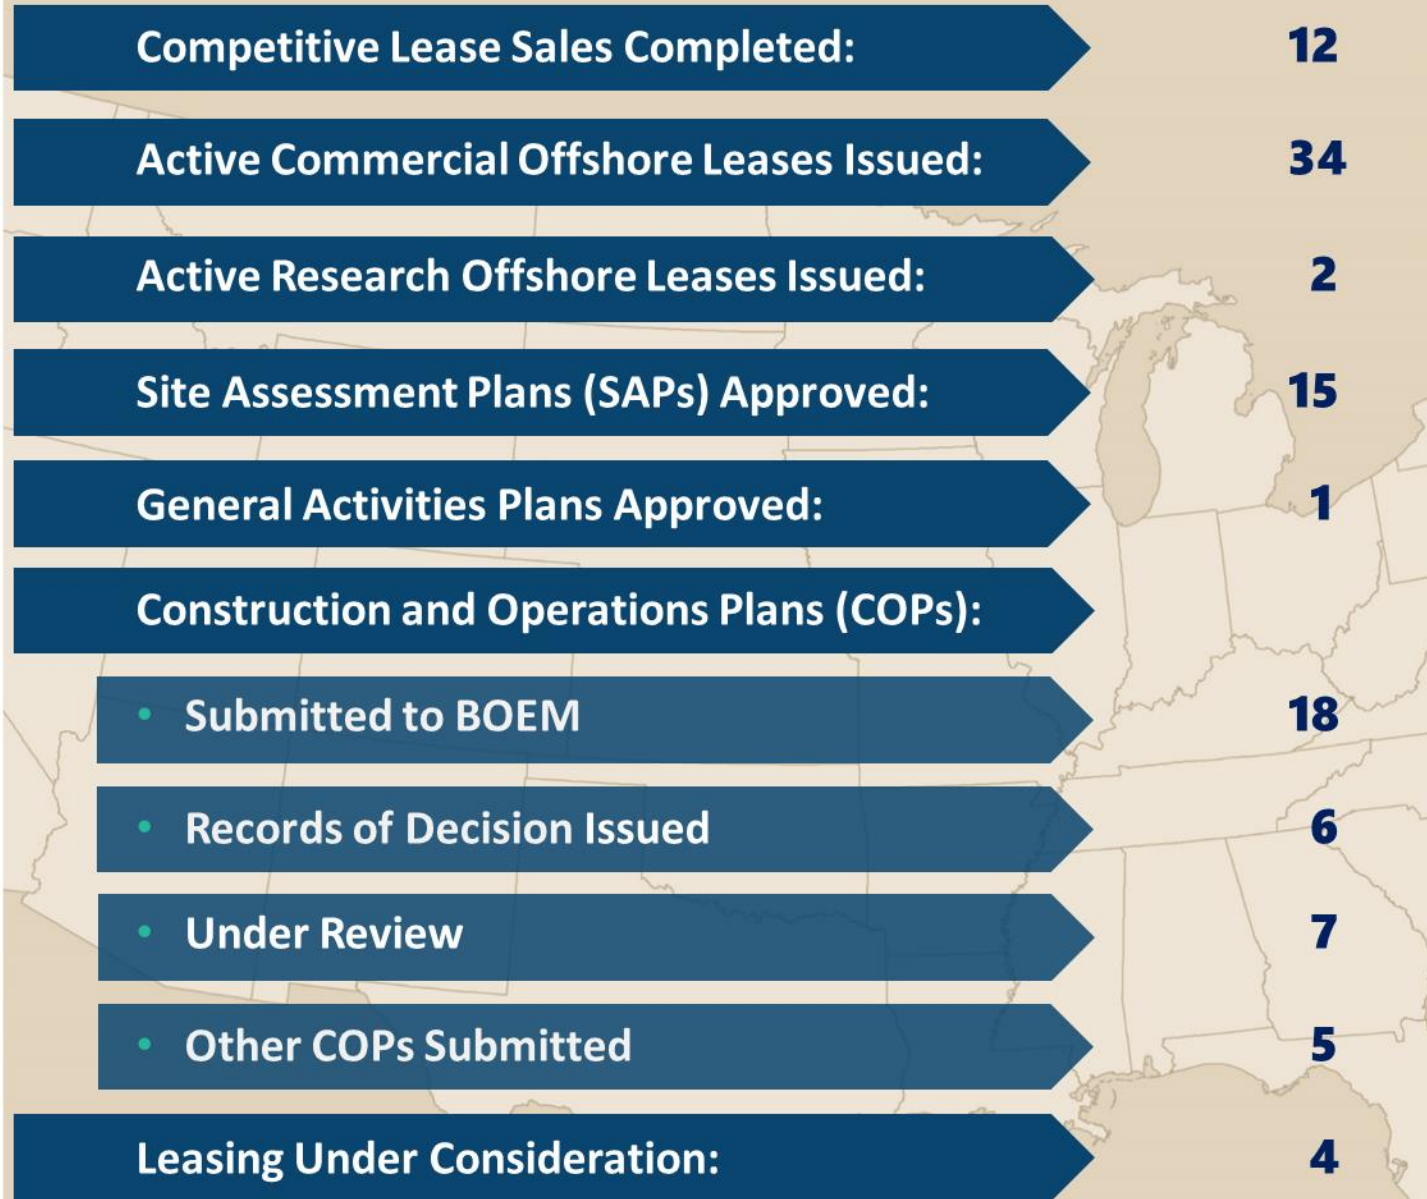 Competitive Lease Sales Completed: 12
Active Commercial Offshore Leases Issued: 34
Active Research Offshore Leases Issued: 2
Site Assessment Plans (SAPs) Approved: 15
General Activities Plans Approved: 1
Construction and Operations Plans (COPs):
• Submitted to BOEM 18
• Records of Decision Issued 6
• Under Review 7
• Other COPs Submitted 5
Leasing Under Consideration: 4